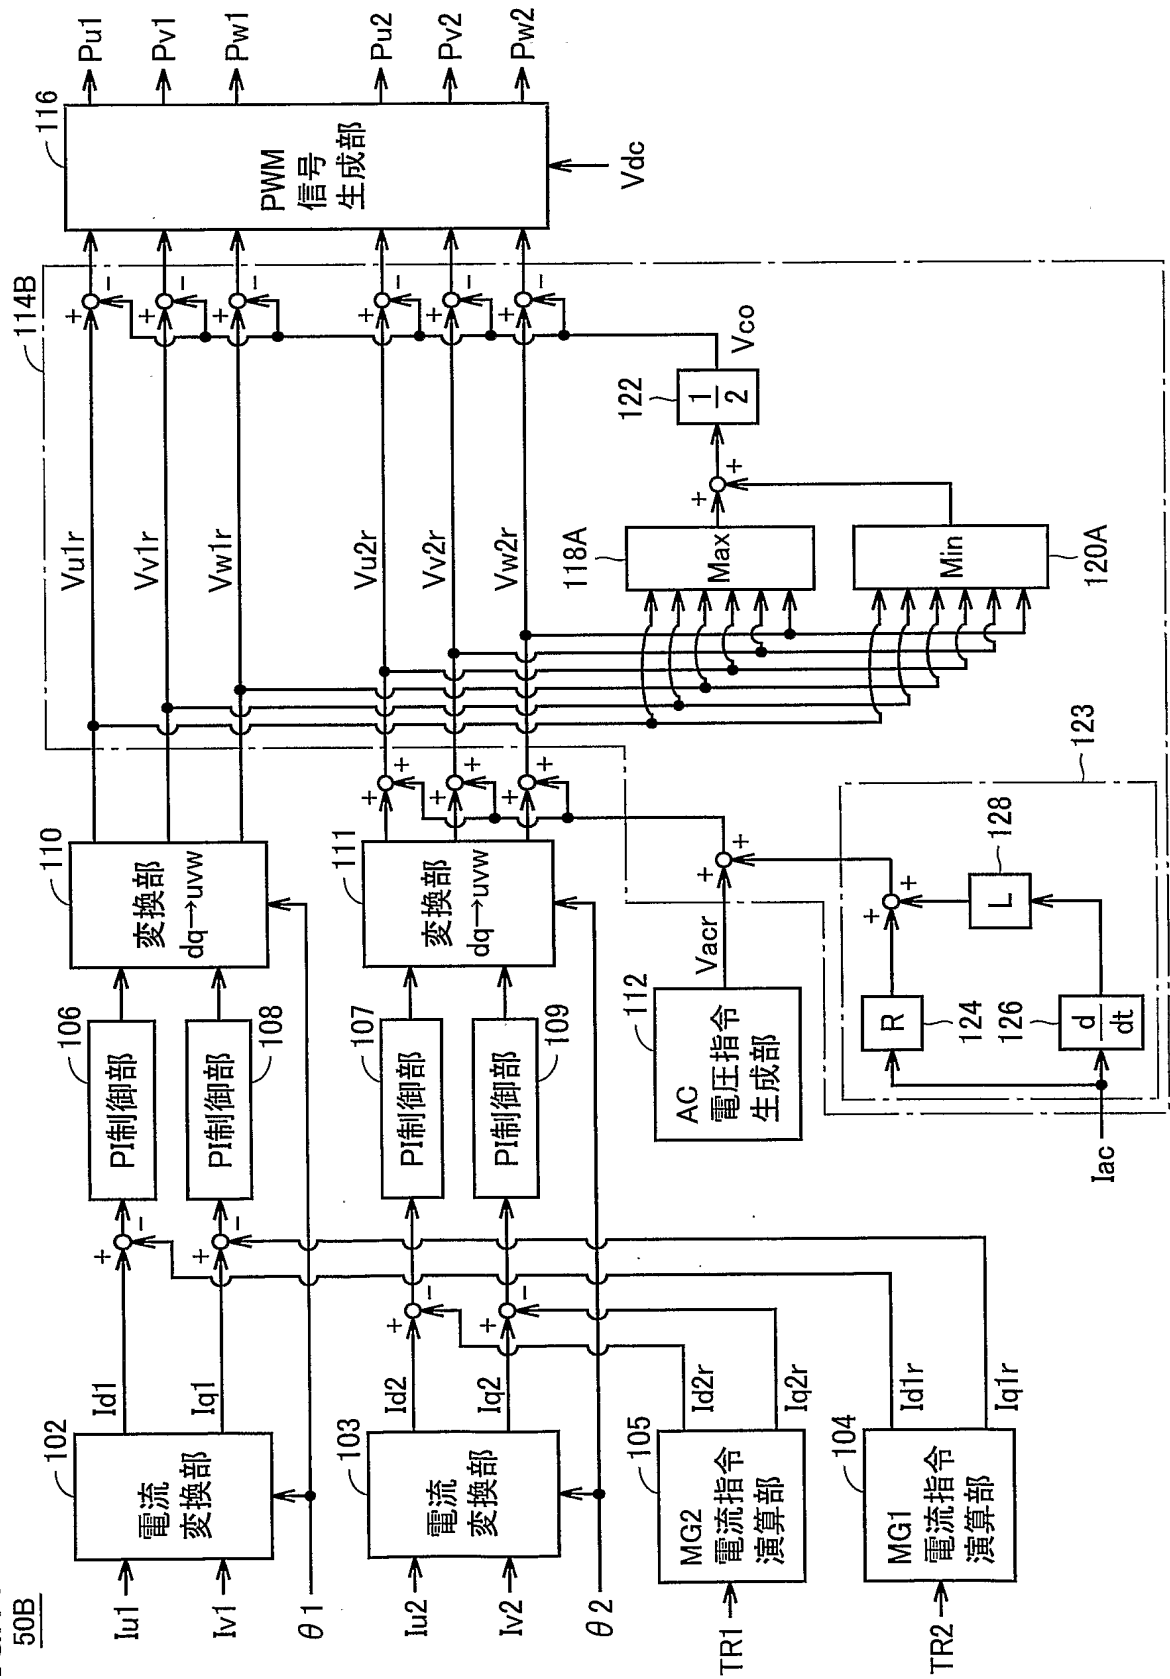 50B
Iu1
Iv1
θ1
Iu2
Iv2
θ2
TR1
TR2
102
電流
変換部
103
電流
変換部
105
MG2
電流指令
演算部
104
MG1
電流指令
演算部
Id1
Iq1
Id2
Iq2
Id2r
Iq2r
Id1r
Iq1r
+
-
+
-
+
-
+
-
106
PI制御部
108
PI制御部
107
PI制御部
109
PI制御部
110
変換部
dq→uvw
111
変換部
dq→uvw
112
AC
電圧指令
生成部
Vacr
+
+
Iac
R
124
126
d
dt
128
L
+
+
123
+
+
+
+
+
+
114B
Vu1r
Vv1r
Vw1r
Vu2r
Vv2r
Vw2r
118A
Max
Min
120A
+
+
122
1
2
Vco
+
-
+
-
+
-
+
-
+
-
+
-
116
PWM
信号
生成部
Vdc
Pu1
Pv1
Pw1
Pu2
Pv2
Pw2